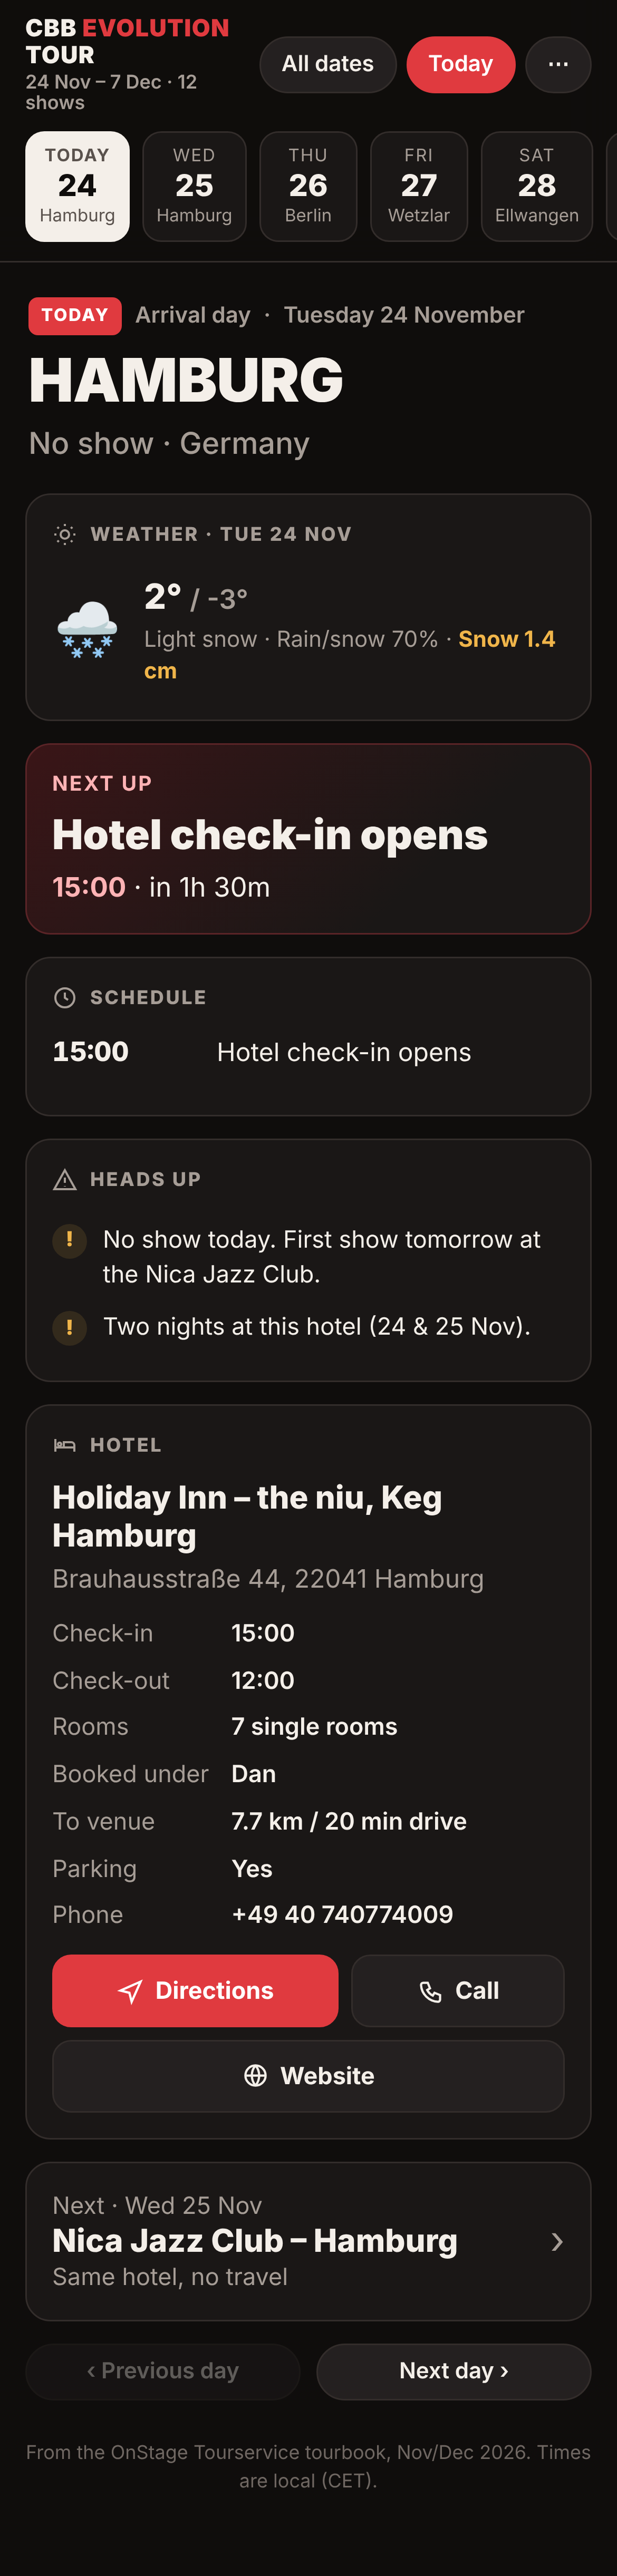 CBB EVOLUTION
TOUR
24 Nov – 7 Dec · 12
shows
All dates
Today
···
TODAY
24
Hamburg
WED
25
Hamburg
THU
26
Berlin
FRI
27
Wetzlar
SAT
28
Ellwangen
TODAY Arrival day · Tuesday 24 November
HAMBURG
No show · Germany
WEATHER · TUE 24 NOV
2° / -3°
Light snow · Rain/snow 70% · Snow 1.4
cm
NEXT UP
Hotel check-in opens
15:00 · in 1h 30m
SCHEDULE
15:00 Hotel check-in opens
HEADS UP
! No show today. First show tomorrow at
the Nica Jazz Club.
! Two nights at this hotel (24 & 25 Nov).
HOTEL
Holiday Inn – the niu, Keg
Hamburg
Brauhausstraße 44, 22041 Hamburg
Check-in 15:00
Check-out 12:00
Rooms 7 single rooms
Booked under Dan
To venue 7.7 km / 20 min drive
Parking Yes
Phone +49 40 740774009
Directions
Call
Website
Next · Wed 25 Nov
Nica Jazz Club – Hamburg ›
Same hotel, no travel
‹ Previous day
Next day ›
From the OnStage Tourservice tourbook, Nov/Dec 2026. Times
are local (CET).